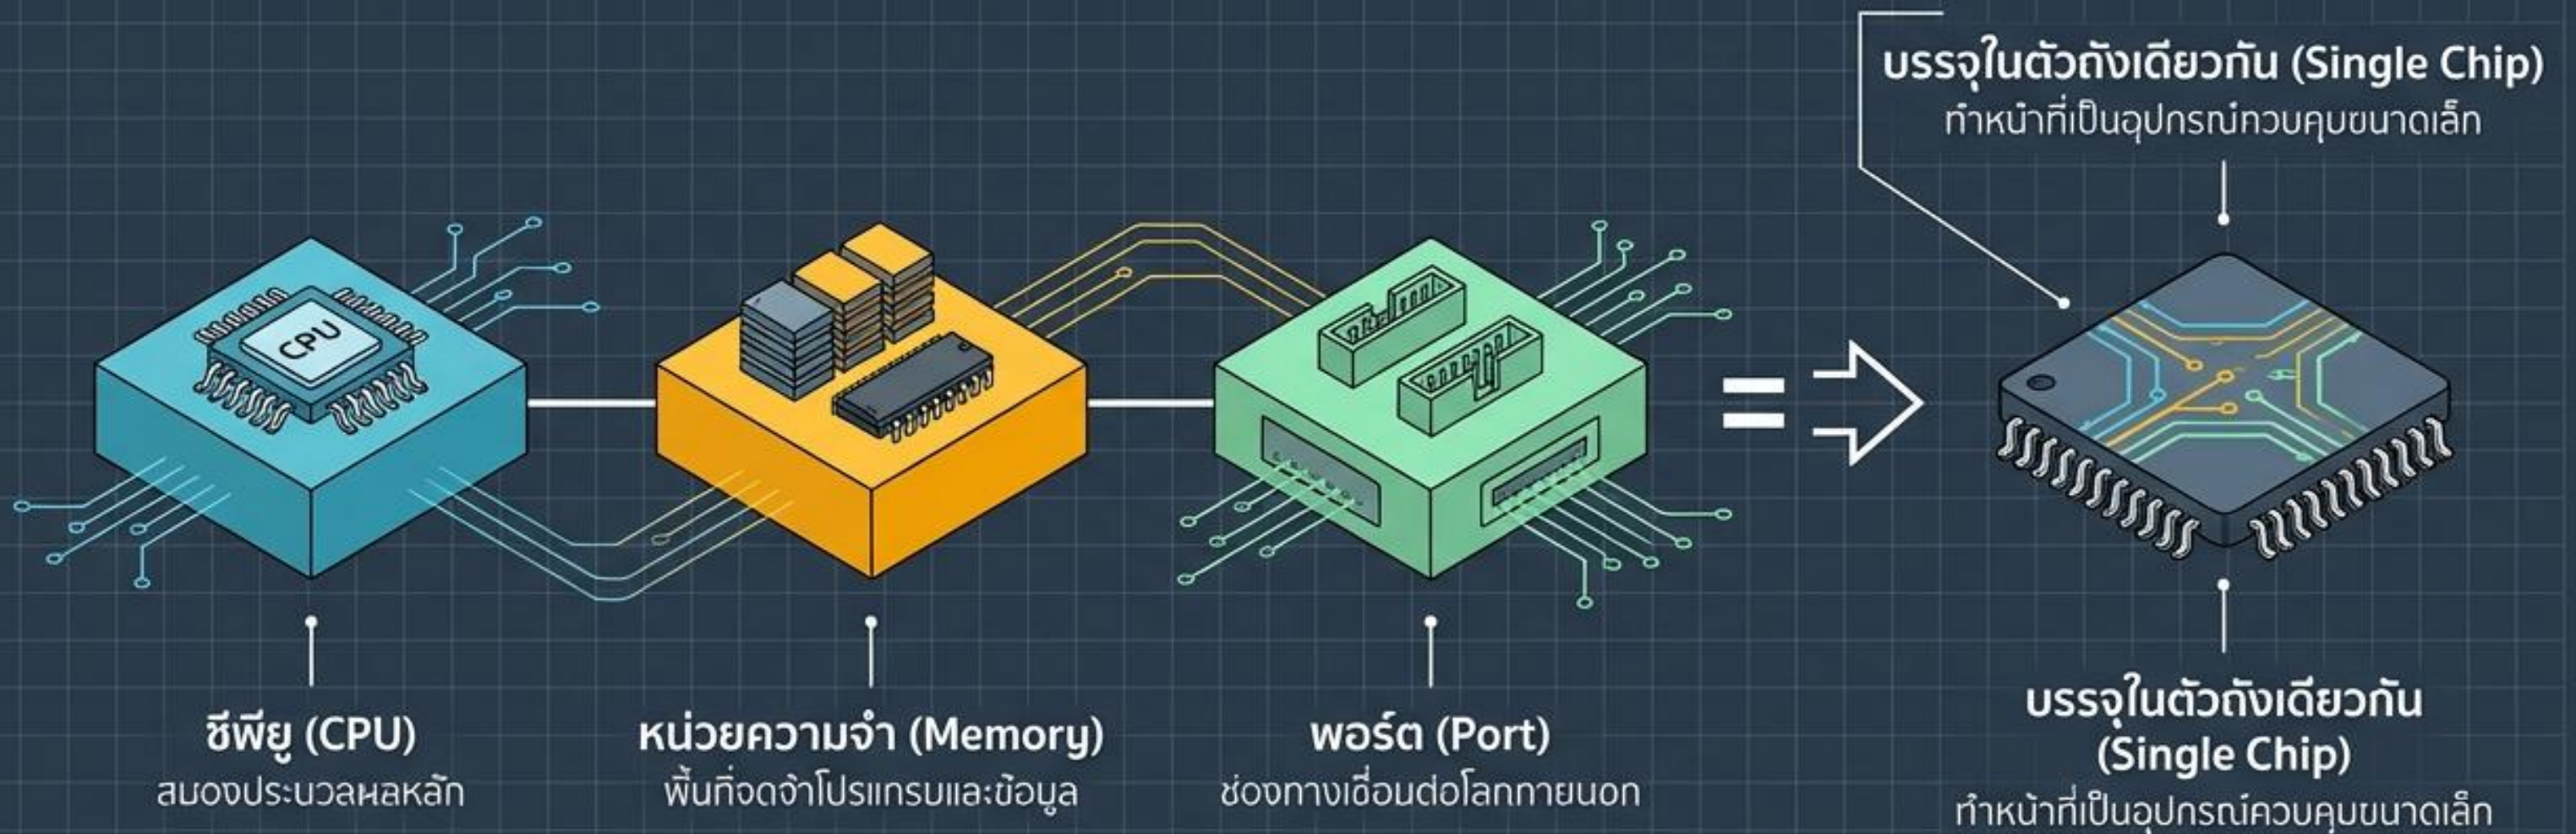 บรรจุในตัวถังเดียวกัน (Single Chip)
ทำหน้าที่เป็นอุปกรณ์ควบคุมขนาดเล็ก
CPU
ซีพียู (CPU)
สมองประมวลผลหลัก
หน่วยความจำ (Memory)
พื้นที่จดจำโปรแกรมและข้อมูล
พอร์ต (Port)
ช่องทางเชื่อมต่อโลกภายนอก
บรรจุในตัวถังเดียวกัน
(Single Chip)
ทำหน้าที่เป็นอุปกรณ์ควบคุมขนาดเล็ก